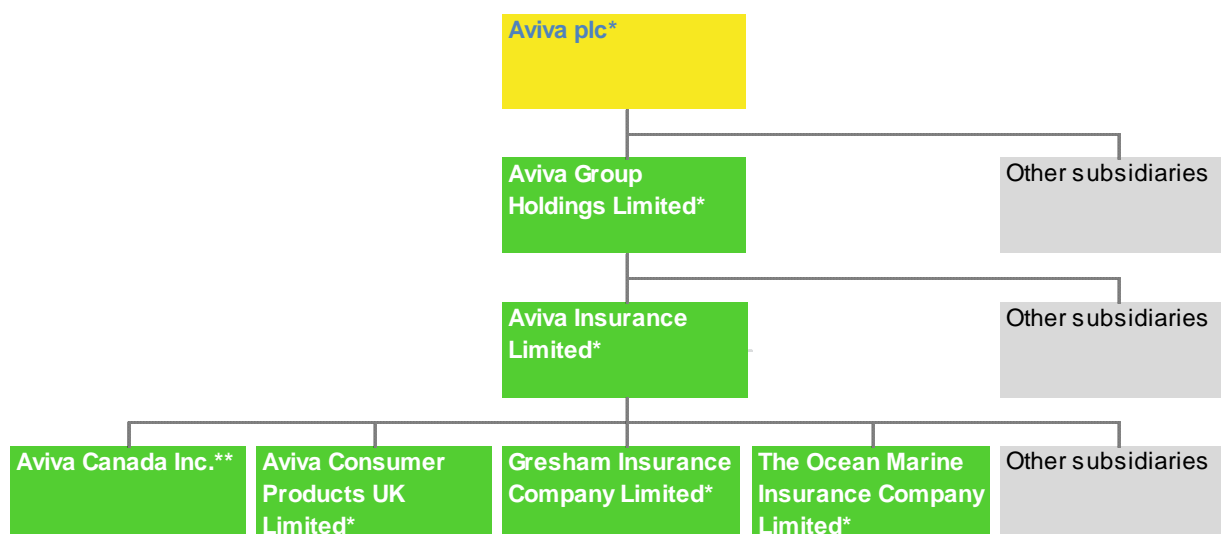 Aviva plc*
Aviva Group
Holdings Limited*
Other subsidiaries
Aviva Insurance
Limited*
Other subsidiaries
Aviva Canada Inc.**
Aviva Consumer
Products UK
Limited*
Gresham Insurance
Company Limited*
The Ocean Marine
Insurance Company
Limited*
Other subsidiaries